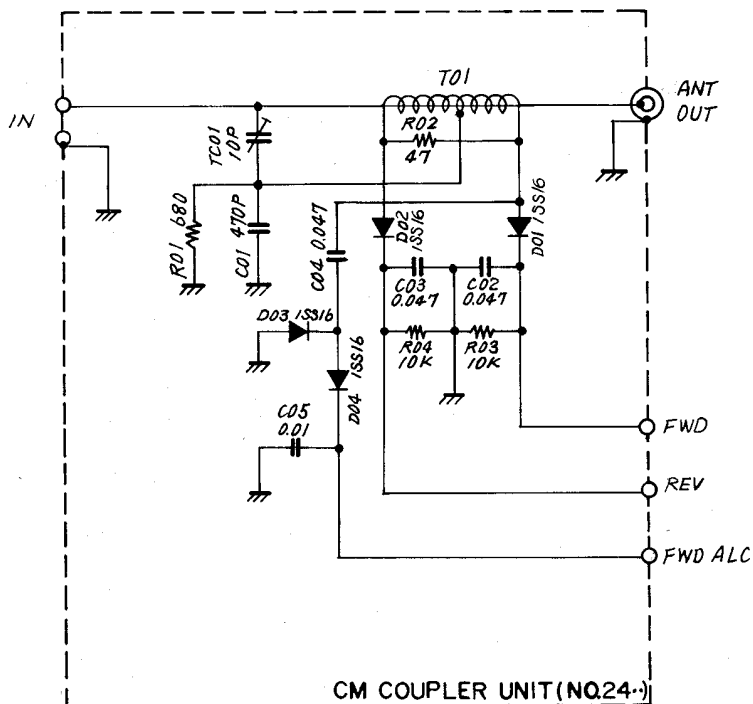 T01
ANT
OUT
IN
TC01
10P
R02
47
R01 680
C01 470P
C04 0.047
D02
1SS16
D01 1SS16
C03
0.047
C02
0.047
D03 1SS16
1SS16
D04
R04
10K
R03
10K
C05
0.01
FWD
REV
FWD ALC
CM COUPLER UNIT (NO.24··)